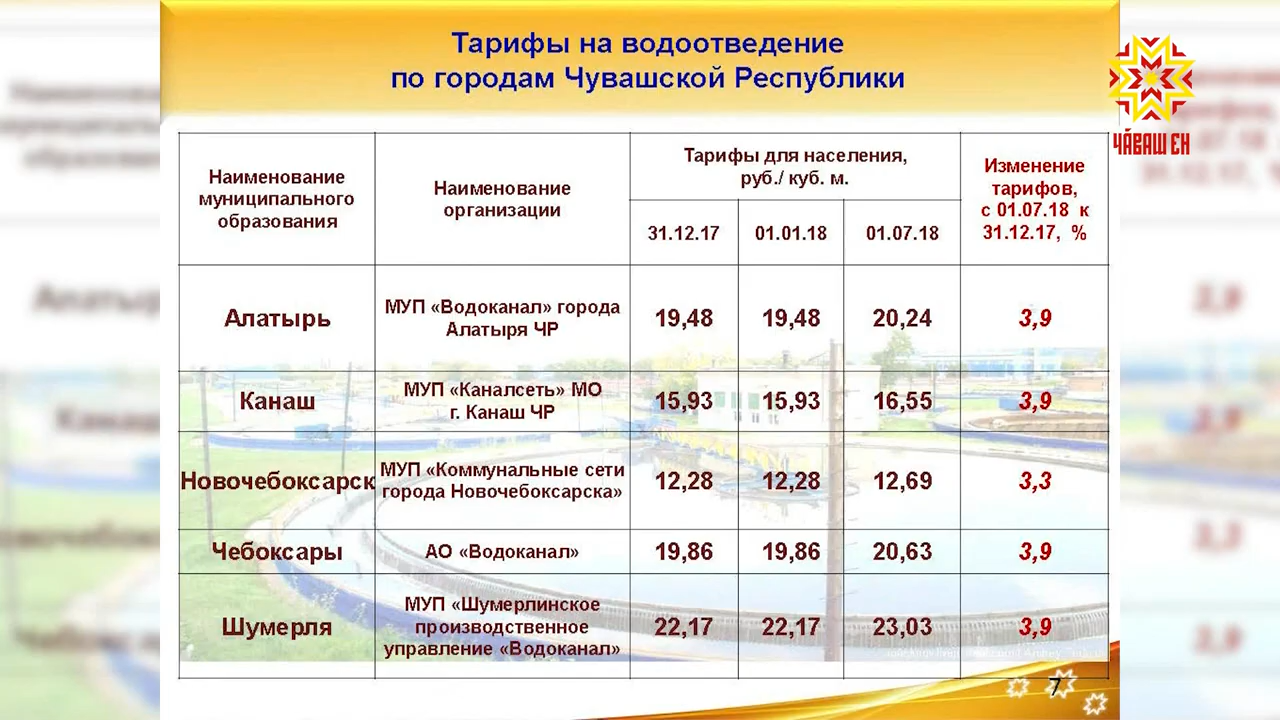 Тарифы на водоотведение
по городам Чувашской Республики
ЧӐВАШ ЕН
Наименование
муниципального
образования
Наименование
организации
Тарифы для населения,
руб./ куб. м.
31.12.17 01.01.18 01.07.18
Изменение
тарифов,
с 01.07.18 к
31.12.17, %
Алатырь
МУП «Водоканал» города
Алатыря ЧР
19,48 19,48 20,24 3,9
Канаш
МУП «Каналсеть» МО
г. Канаш ЧР
15,93 15,93 16,55 3,9
Новочебоксарск
МУП «Коммунальные сети
города Новочебоксарска»
12,28 12,28 12,69 3,3
Чебоксары АО «Водоканал» 19,86 19,86 20,63 3,9
Шумерля
МУП «Шумерлинское
производственное
управление «Водоканал»
22,17 22,17 23,03 3,9
7